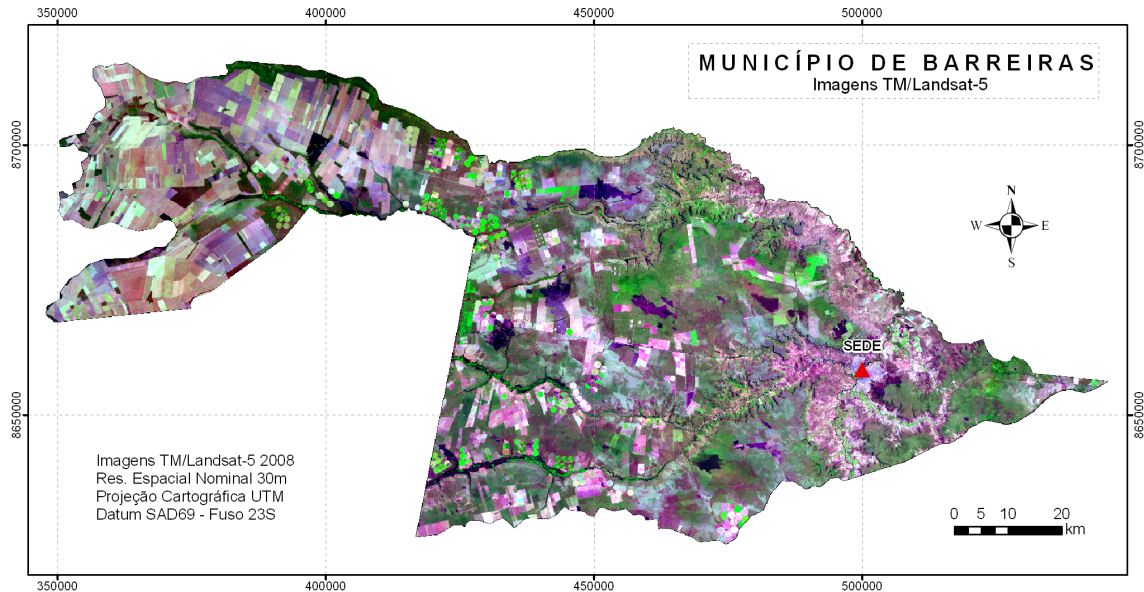 350000 400000 450000 500000
MUNICÍPIO DE BARREIRAS
Imagens TM/Landsat-5
8700000 8700000
N
W E
S
SEDE
8650000 8650000
Imagens TM/Landsat-5 2008
Res. Espacial Nominal 30m
Projeção Cartográfica UTM
Datum SAD69 - Fuso 23S
0 5 10 20
km
350000 400000 450000 500000